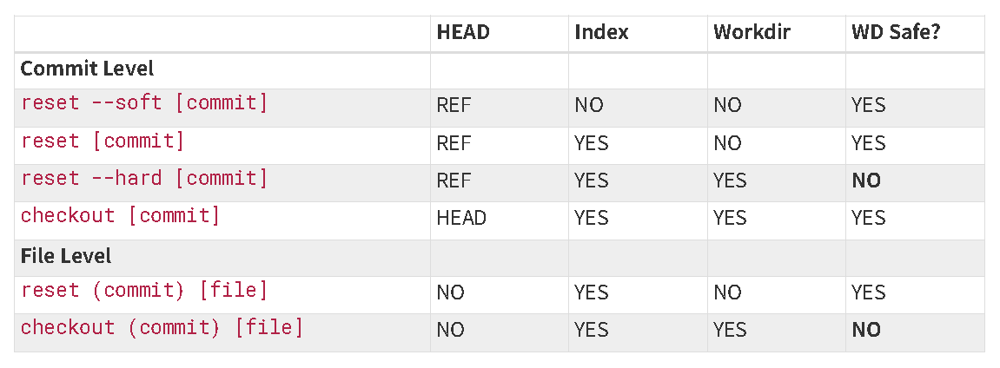 HEAD Index Workdir WD Safe?
Commit Level
reset --soft [commit] REF NO NO YES
reset [commit] REF YES NO YES
reset --hard [commit] REF YES YES NO
checkout [commit] HEAD YES YES YES
File Level
reset (commit) [file] NO YES NO YES
checkout (commit) [file] NO YES YES NO